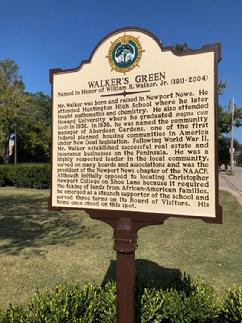 WALKER'S GREEN
Named in Honor of William R. Walker, Jr. (1911-2004)
Mr. Walker was born and raised in Newport News. He
attended Huntington High School where he later
taught mathematics and chemistry. He also attended
Howard University where he graduated magna cum
laude in 1932. In 1938, he was named the community
manager of Aberdeen Gardens, one of the first
federal planned housing communities in America
under New Deal legislation. Following World War II,
Mr. Walker established successful real estate and
insurance businesses on the Peninsula. He was a
highly respected leader in the local community,
served on many boards and associations and was the
president of the Newport News chapter of the NAACP.
Although initially opposed to locating Christopher
Newport College on Shoe Lane because it required
the taking of lands from African-American families,
he emerged as a staunch supporter of the school and
served three terms on its Board of Visitors. His
home once stood on this spot.